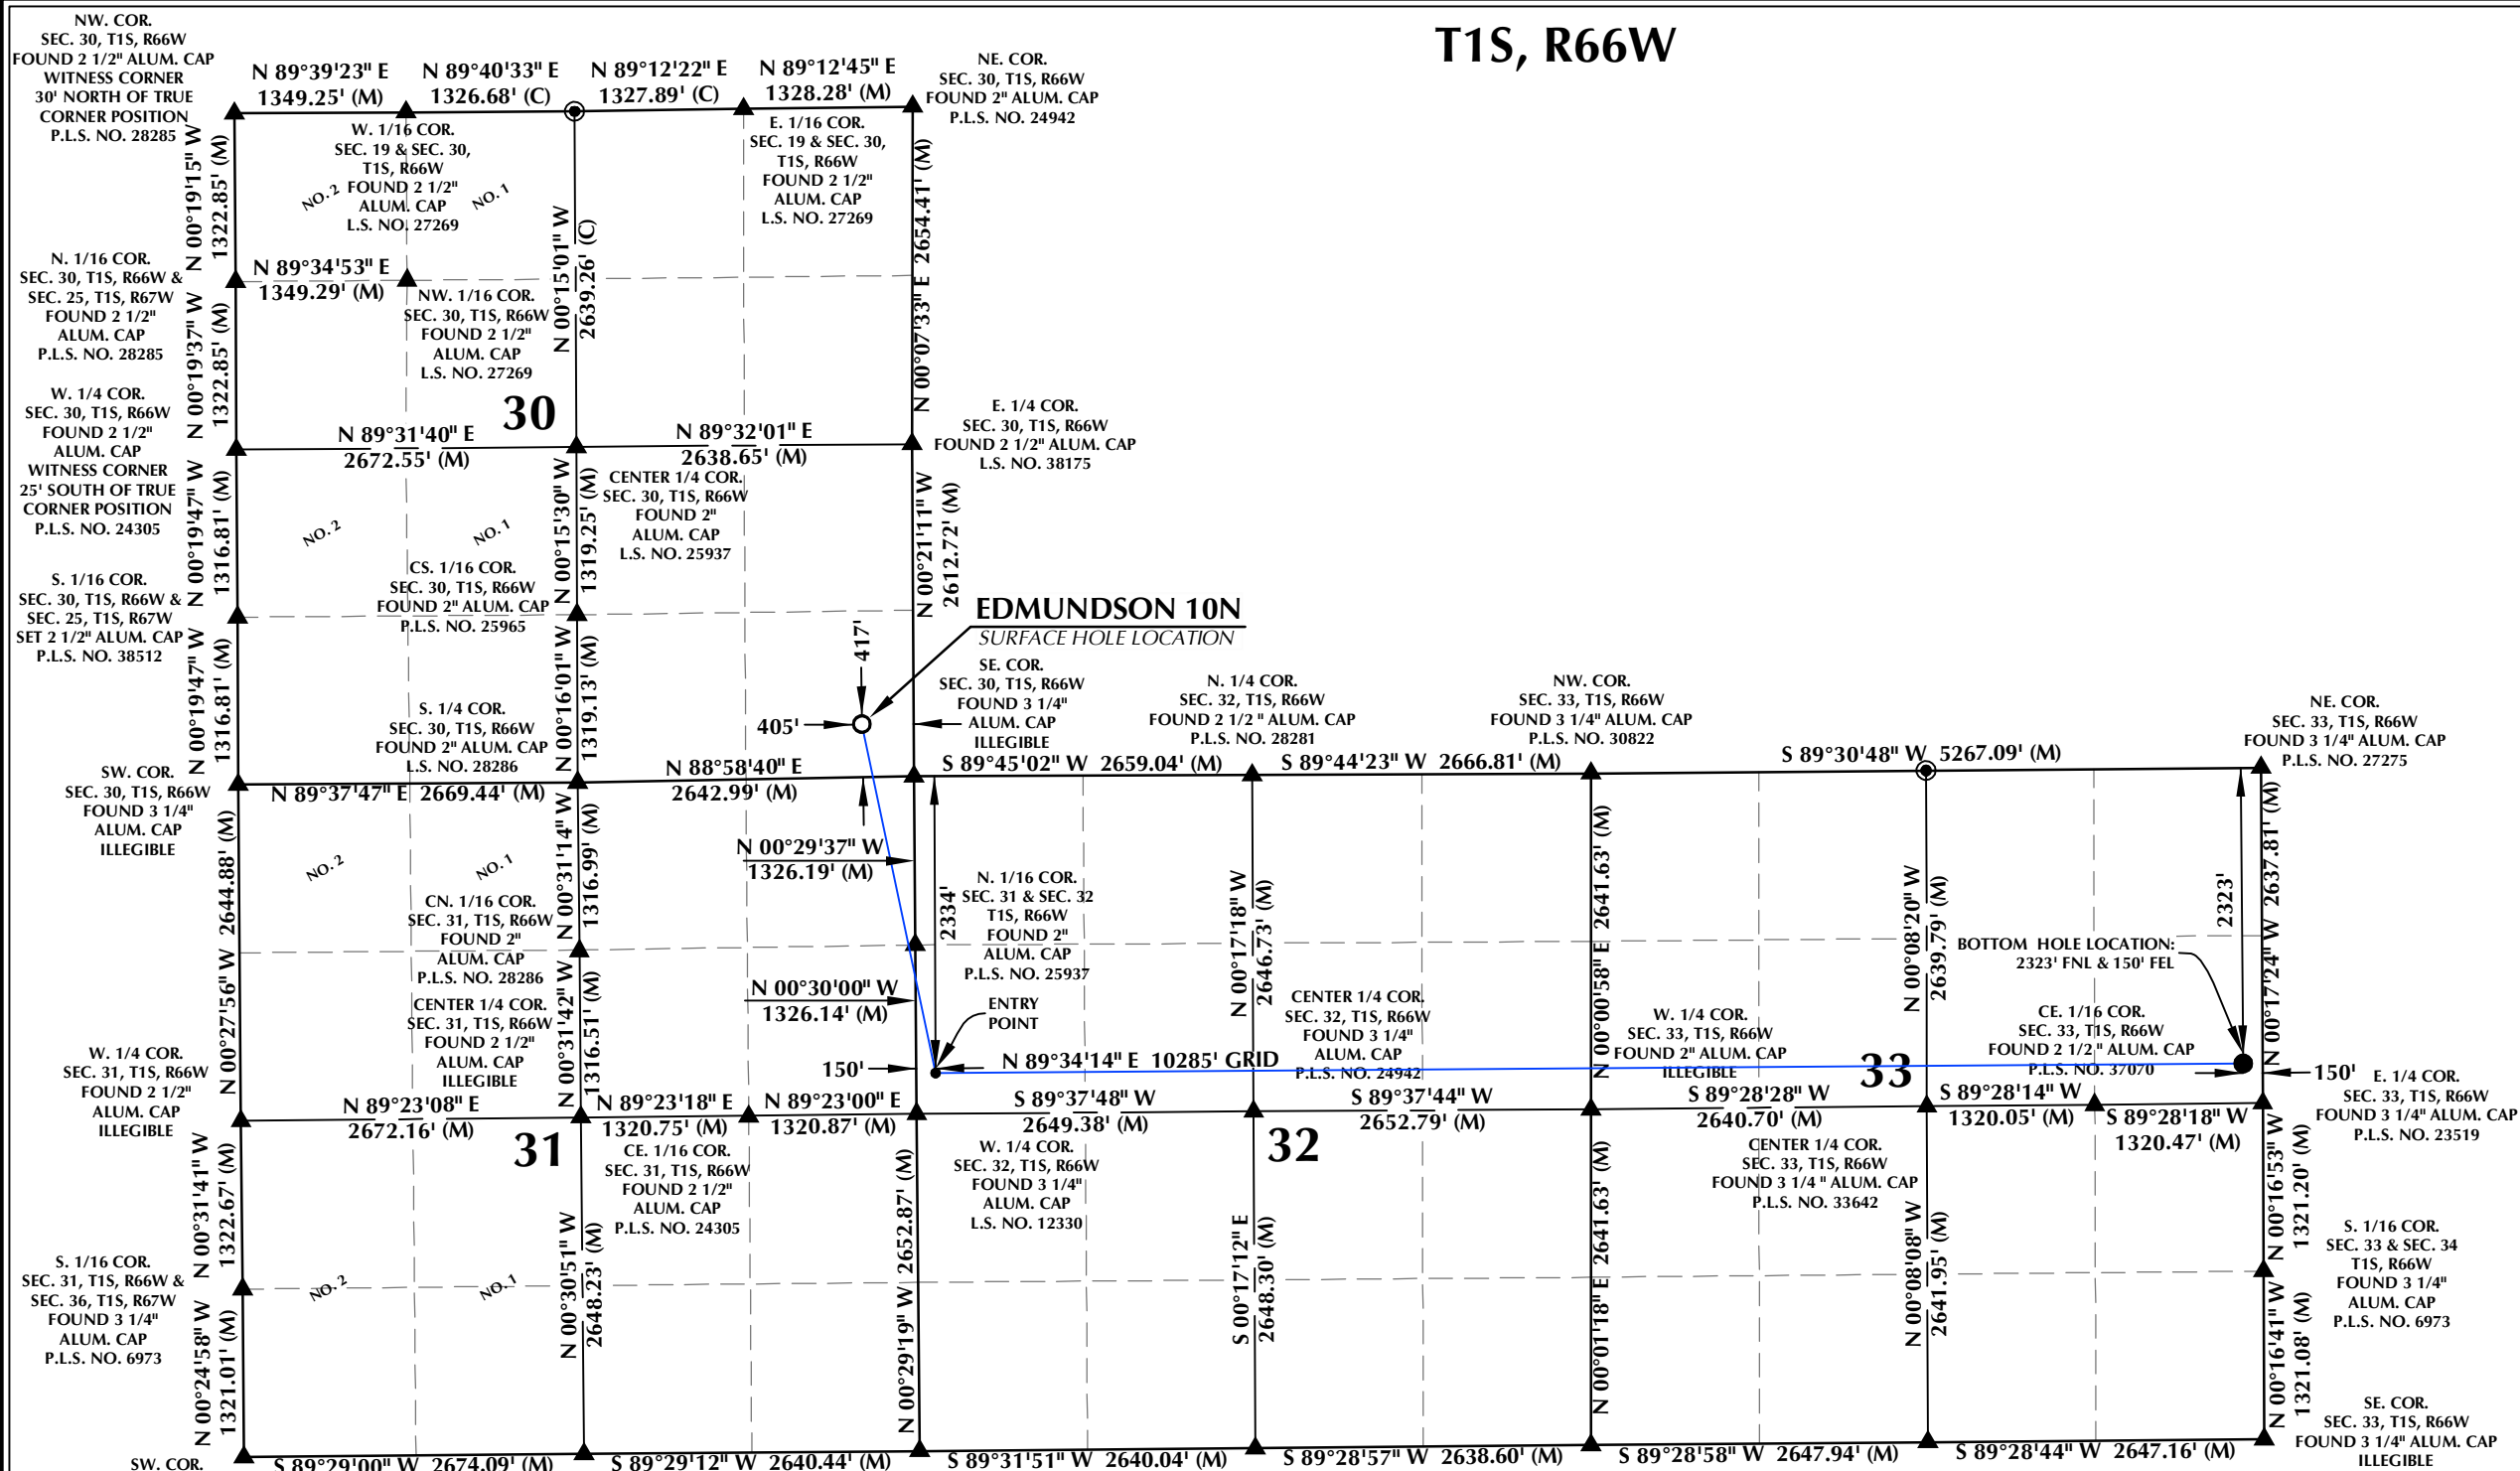 T1S, R66W
NW. COR.
SEC. 30, T1S, R66W
FOUND 2 1/2" ALUM. CAP
WITNESS CORNER
30' NORTH OF TRUE
CORNER POSITION
P.L.S. NO. 28285
N 89°39'23" E
1349.25' (M)
N 89°40'33" E
1326.68' (C)
N 89°12'22" E
1327.89' (C)
N 89°12'45" E
1328.28' (M)
NE. COR.
SEC. 30, T1S, R66W
FOUND 2" ALUM. CAP
P.L.S. NO. 24942
W. 1/16 COR.
SEC. 19 & SEC. 30,
T1S, R66W
FOUND 2 1/2"
ALUM. CAP
L.S. NO. 27269
E. 1/16 COR.
SEC. 19 & SEC. 30,
T1S, R66W
FOUND 2 1/2"
ALUM. CAP
L.S. NO. 27269
NO. 2
NO. 1
N 00°19'15" W
1322.85' (M)
N 00°15'01" W
2639.26' (C)
N 00°07'33" E 2654.41' (M)
N. 1/16 COR.
SEC. 30, T1S, R66W &
SEC. 25, T1S, R67W
FOUND 2 1/2"
ALUM. CAP
P.L.S. NO. 28285
N 89°34'53" E
1349.29' (M)
NW. 1/16 COR.
SEC. 30, T1S, R66W
FOUND 2 1/2"
ALUM. CAP
L.S. NO. 27269
N 00°19'37" W
1322.85' (M)
W. 1/4 COR.
SEC. 30, T1S, R66W
FOUND 2 1/2"
ALUM. CAP
WITNESS CORNER
25' SOUTH OF TRUE
CORNER POSITION
P.L.S. NO. 24305
30
N 89°31'40" E
2672.55' (M)
N 89°32'01" E
2638.65' (M)
E. 1/4 COR.
SEC. 30, T1S, R66W
FOUND 2 1/2" ALUM. CAP
L.S. NO. 38175
CENTER 1/4 COR.
SEC. 30, T1S, R66W
FOUND 2"
ALUM. CAP
L.S. NO. 25937
N 00°19'47" W
1316.81' (M)
N 00°15'30" W
1319.25' (M)
N 00°21'11" W
2612.72' (M)
NO. 2
NO. 1
S. 1/16 COR.
SEC. 30, T1S, R66W &
SEC. 25, T1S, R67W
SET 2 1/2" ALUM. CAP
P.L.S. NO. 38512
CS. 1/16 COR.
SEC. 30, T1S, R66W
FOUND 2" ALUM. CAP
P.L.S. NO. 25965
EDMUNDSON 10N
SURFACE HOLE LOCATION
417'
405'
N 00°19'47" W
1316.81' (M)
N 00°16'01" W
1319.13' (M)
SE. COR.
SEC. 30, T1S, R66W
FOUND 3 1/4"
ALUM. CAP
ILLEGIBLE
S. 1/4 COR.
SEC. 30, T1S, R66W
FOUND 2" ALUM. CAP
L.S. NO. 28286
N. 1/4 COR.
SEC. 32, T1S, R66W
FOUND 2 1/2 " ALUM. CAP
P.L.S. NO. 28281
NW. COR.
SEC. 33, T1S, R66W
FOUND 3 1/4" ALUM. CAP
P.L.S. NO. 30822
NE. COR.
SEC. 33, T1S, R66W
FOUND 3 1/4" ALUM. CAP
P.L.S. NO. 27275
SW. COR.
SEC. 30, T1S, R66W
FOUND 3 1/4"
ALUM. CAP
ILLEGIBLE
N 89°37'47" E 2669.44' (M)
N 88°58'40" E
2642.99' (M)
S 89°45'02" W 2659.04' (M)
S 89°44'23" W 2666.81' (M)
S 89°30'48" W 5267.09' (M)
N 00°27'56" W 2644.88' (M)
NO. 2
NO. 1
N 00°31'14" W
1316.99' (M)
N 00°29'37" W
1326.19' (M)
2334'
CN. 1/16 COR.
SEC. 31, T1S, R66W
FOUND 2"
ALUM. CAP
P.L.S. NO. 28286
N. 1/16 COR.
SEC. 31 & SEC. 32
T1S, R66W
FOUND 2"
ALUM. CAP
P.L.S. NO. 25937
N 00°17'18" W
2646.73' (M)
N 00°00'58" E 2641.63' (M)
N 00°08'20" W
2639.79' (M)
2323'
N 00°17'24" W 2637.81' (M)
BOTTOM HOLE LOCATION:
2323' FNL & 150' FEL
N 00°31'42" W
1316.51' (M)
N 00°30'00" W
1326.14' (M)
ENTRY
POINT
CENTER 1/4 COR.
SEC. 31, T1S, R66W
FOUND 2 1/2"
ALUM. CAP
ILLEGIBLE
CENTER 1/4 COR.
SEC. 32, T1S, R66W
FOUND 3 1/4"
ALUM. CAP
P.L.S. NO. 24942
W. 1/4 COR.
SEC. 33, T1S, R66W
FOUND 2" ALUM. CAP
ILLEGIBLE
CE. 1/16 COR.
SEC. 33, T1S, R66W
FOUND 2 1/2 " ALUM. CAP
P.L.S. NO. 37070
W. 1/4 COR.
SEC. 31, T1S, R66W
FOUND 2 1/2"
ALUM. CAP
ILLEGIBLE
150'
N 89°34'14" E 10285' GRID
33
150'
E. 1/4 COR.
SEC. 33, T1S, R66W
FOUND 3 1/4" ALUM. CAP
P.L.S. NO. 23519
N 89°23'08" E
2672.16' (M)
N 89°23'18" E
1320.75' (M)
N 89°23'00" E
1320.87' (M)
S 89°37'48" W
2649.38' (M)
S 89°37'44" W
2652.79' (M)
S 89°28'28" W
2640.70' (M)
S 89°28'14" W
1320.05' (M)
S 89°28'18" W
1320.47' (M)
31
32
CE. 1/16 COR.
SEC. 31, T1S, R66W
FOUND 2 1/2"
ALUM. CAP
P.L.S. NO. 24305
W. 1/4 COR.
SEC. 32, T1S, R66W
FOUND 3 1/4"
ALUM. CAP
L.S. NO. 12330
CENTER 1/4 COR.
SEC. 33, T1S, R66W
FOUND 3 1/4 " ALUM. CAP
P.L.S. NO. 33642
N 00°31'41" W
1322.67' (M)
N 00°30'51" W
2648.23' (M)
N 00°29'19" W 2652.87' (M)
S 00°17'12" E
2648.30' (M)
N 00°01'18" E 2641.63' (M)
N 00°08'08" W
2641.95' (M)
N 00°16'53" W
1321.20' (M)
S. 1/16 COR.
SEC. 31, T1S, R66W &
SEC. 36, T1S, R67W
FOUND 3 1/4"
ALUM. CAP
P.L.S. NO. 6973
NO. 2
NO. 1
S. 1/16 COR.
SEC. 33 & SEC. 34
T1S, R66W
FOUND 3 1/4"
ALUM. CAP
P.L.S. NO. 6973
N 00°24'58" W
1321.01' (M)
N 00°16'41" W
1321.08' (M)
SE. COR.
SEC. 33, T1S, R66W
FOUND 3 1/4" ALUM. CAP
ILLEGIBLE
SW. COR.
S 89°29'00" W 2674.09' (M)
S 89°29'12" W 2640.44' (M)
S 89°31'51" W 2640.04' (M)
S 89°28'57" W 2638.60' (M)
S 89°28'58" W 2647.94' (M)
S 89°28'44" W 2647.16' (M)